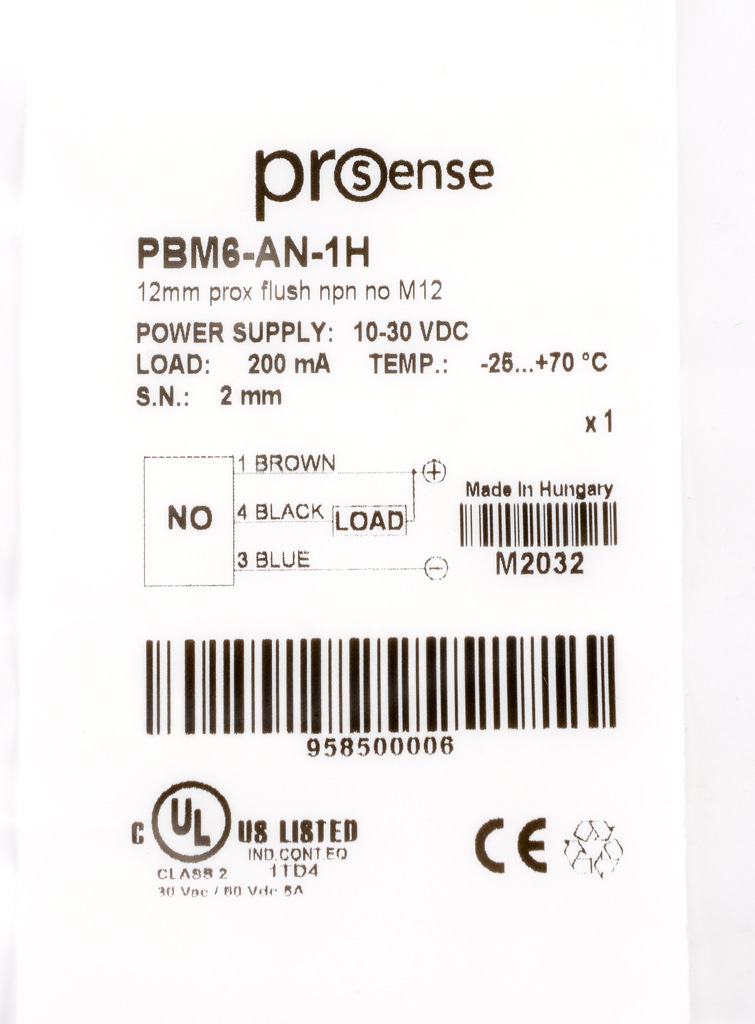 prosense
PBM6-AN-1H
12mm prox flush npn no M12
POWER SUPPLY: 10-30 VDC
LOAD: 200 mA TEMP.: -25...+70 °C
S.N.: 2 mm
x 1
1 BROWN
+
NO
4 BLACK
LOAD
3 BLUE
-
Made In Hungary
M2032
958500006
C UL US LISTED
IND.CONT.EQ
CLASS 2 1TD4
30 Vac / 60 Vdc 5A
CE